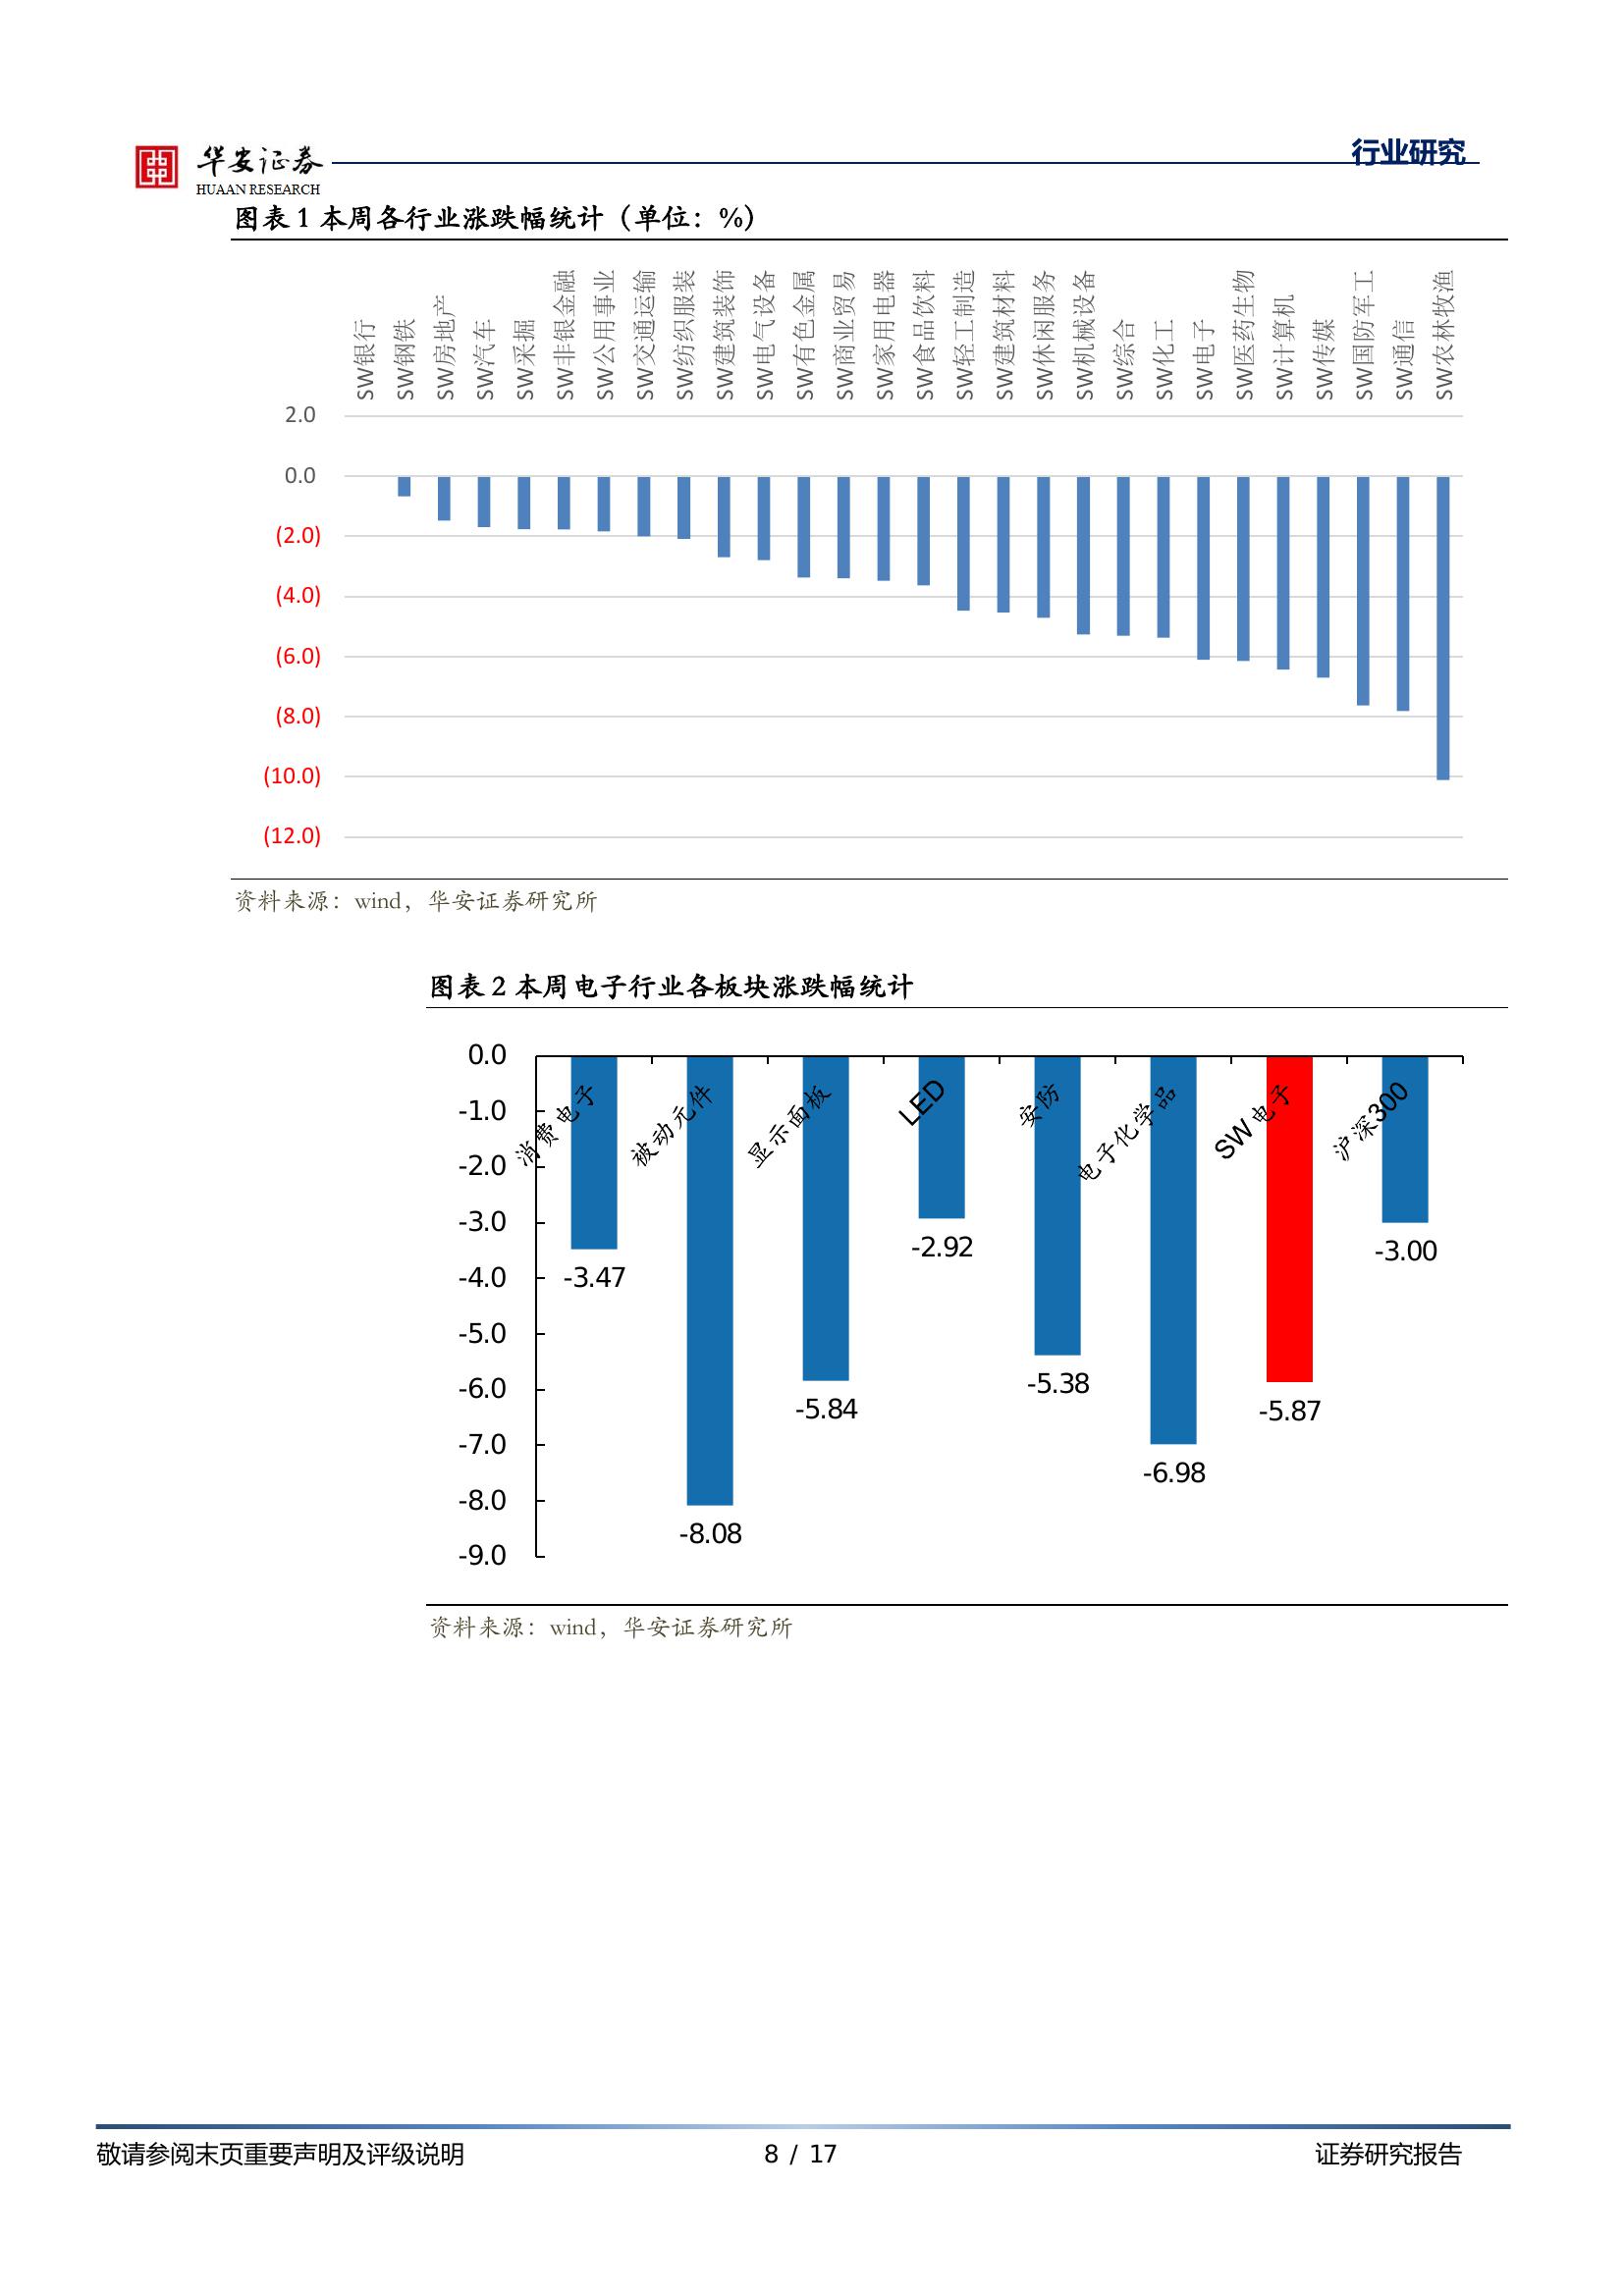 华安证券
HUAAN RESEARCH
行业研究
图表 1 本周各行业涨跌幅统计（单位：%）
SW银行
SW钢铁
SW房地产
SW汽车
SW采掘
SW非银金融
SW公用事业
SW交通运输
SW纺织服装
SW建筑装饰
SW电气设备
SW有色金属
SW商业贸易
SW家用电器
SW食品饮料
SW轻工制造
SW建筑材料
SW休闲服务
SW机械设备
SW综合
SW化工
SW电子
SW医药生物
SW计算机
SW传媒
SW国防军工
SW通信
SW农林牧渔
2.0
0.0
(2.0)
(4.0)
(6.0)
(8.0)
(10.0)
(12.0)
资料来源：wind，华安证券研究所
图表 2 本周电子行业各板块涨跌幅统计
0.0
-1.0
-2.0
-3.0
-4.0
-5.0
-6.0
-7.0
-8.0
-9.0
消费电子
被动元件
显示面板
LED
安防
电子化学品
SW电子
沪深300
-3.47
-8.08
-5.84
-2.92
-5.38
-6.98
-5.87
-3.00
资料来源：wind，华安证券研究所
敬请参阅末页重要声明及评级说明
8 / 17
证券研究报告